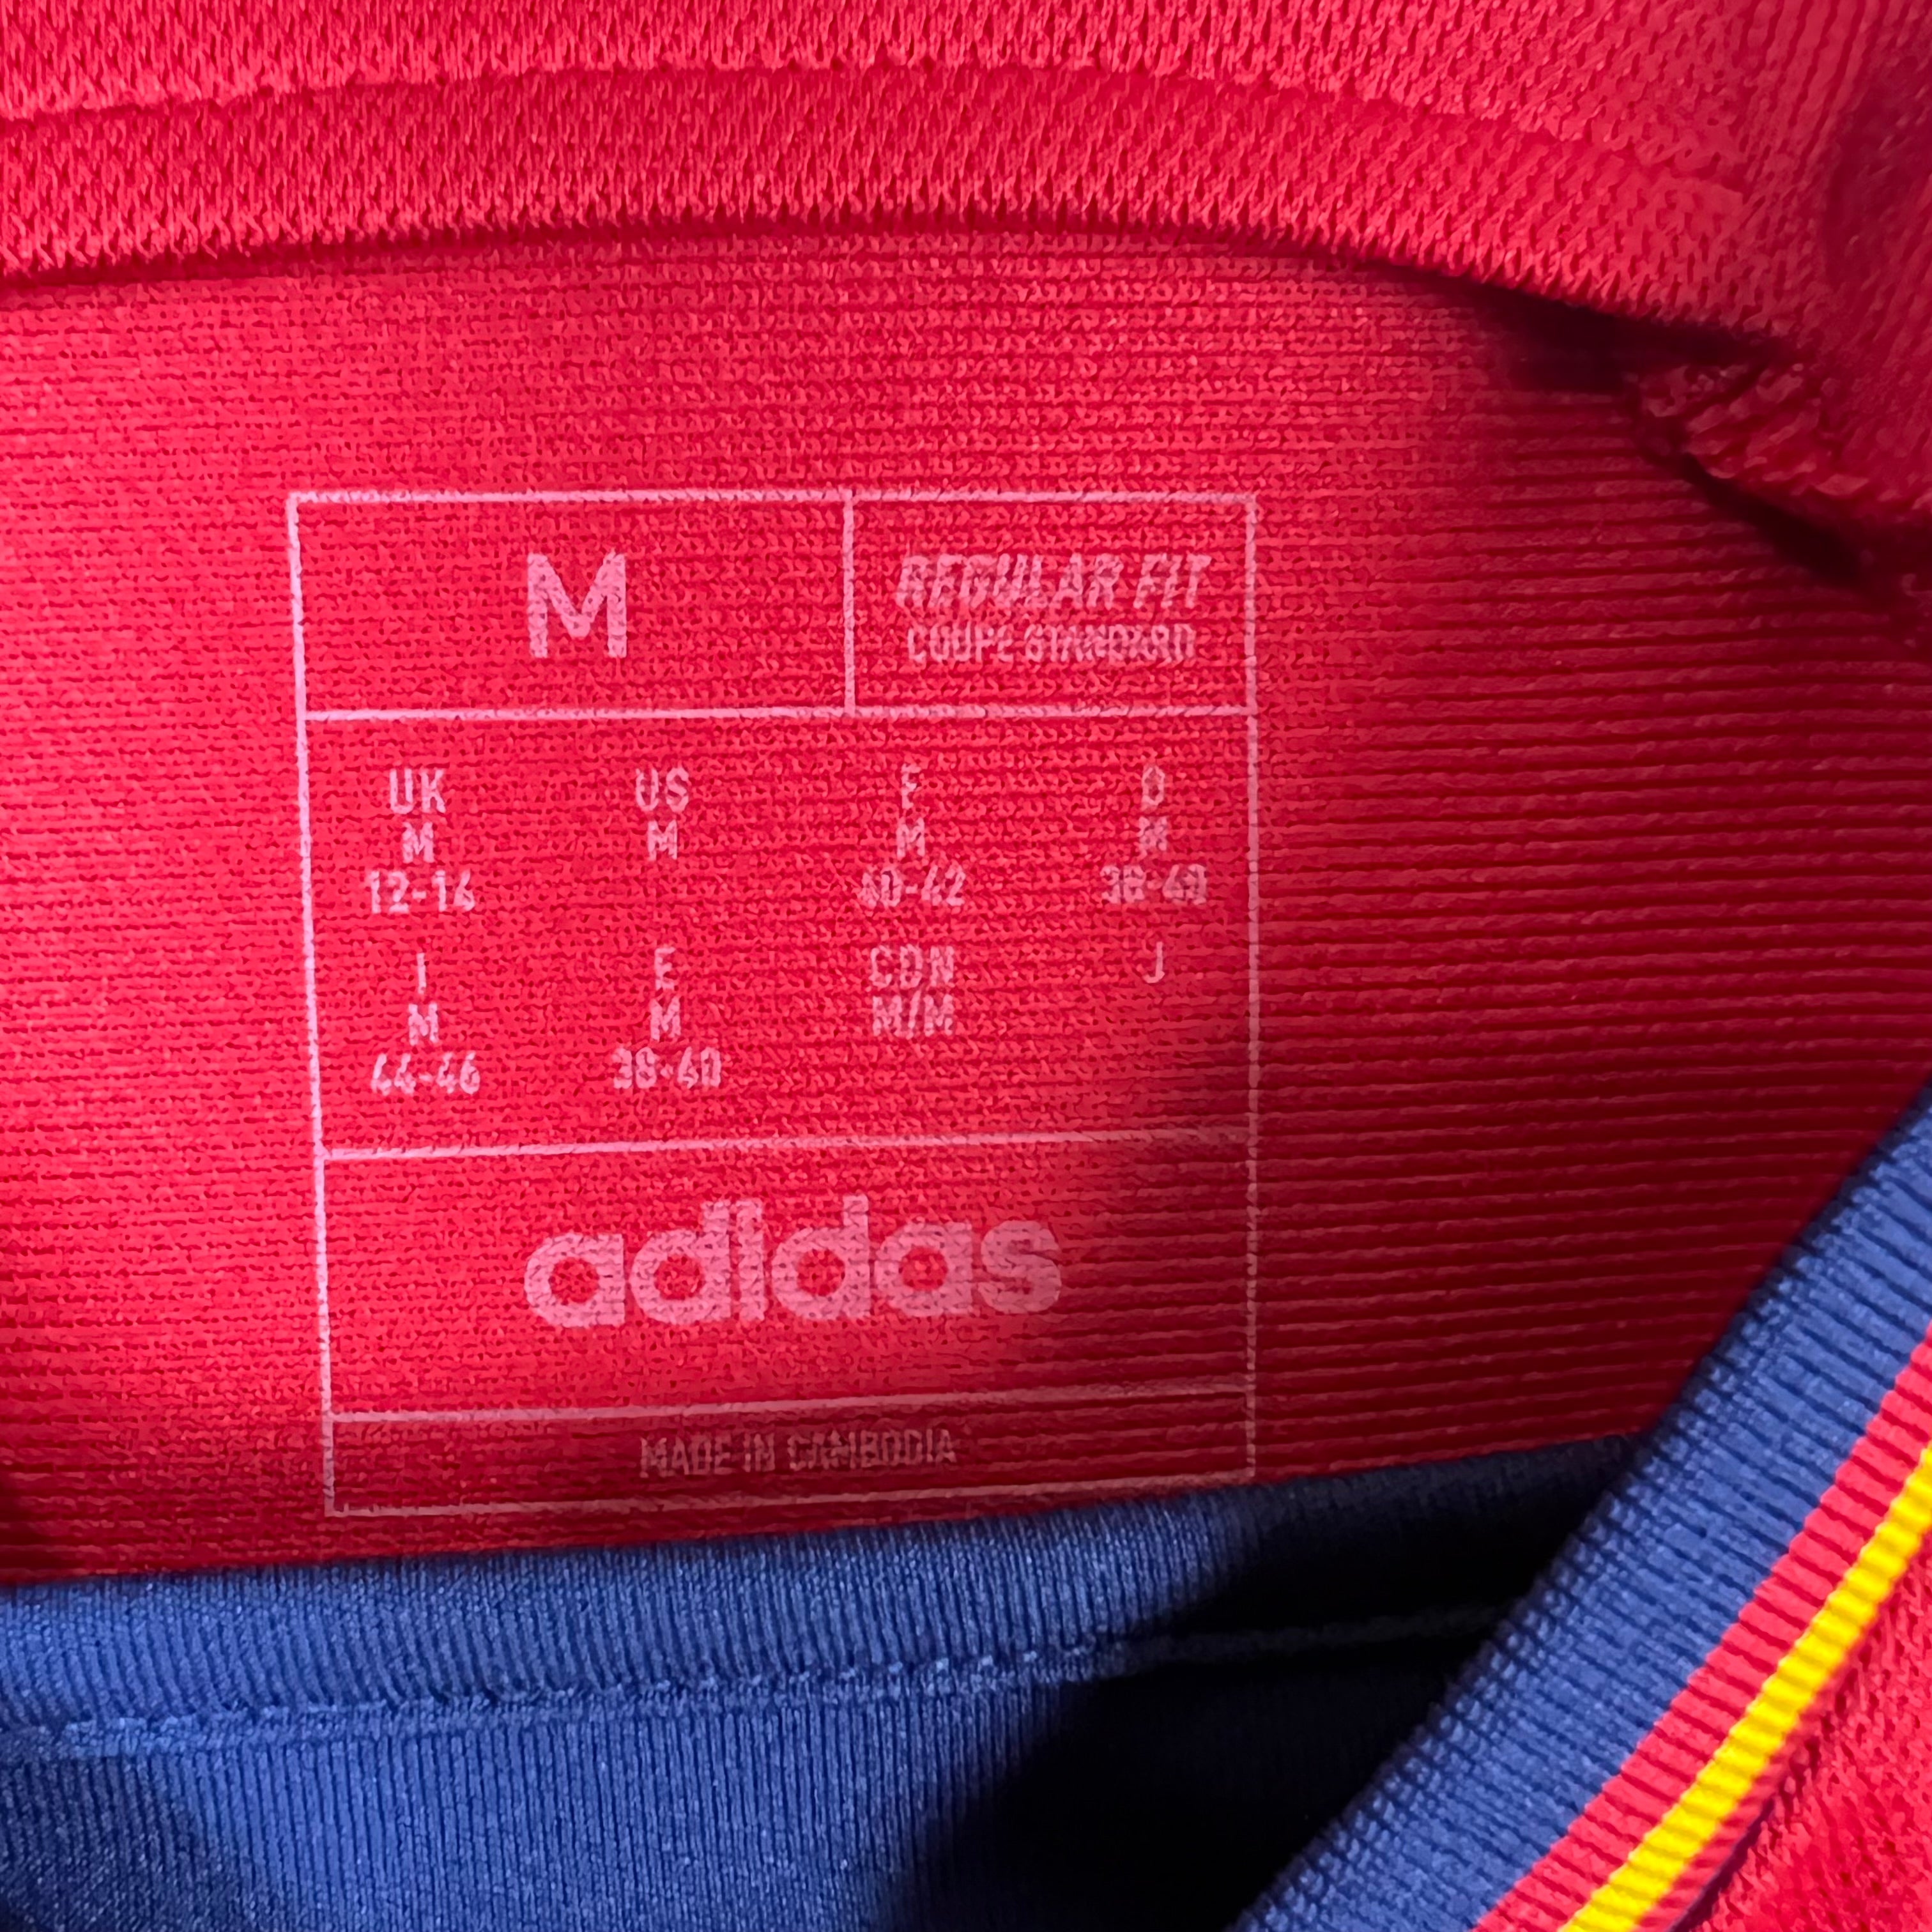 M
REGULAR FIT
COUPE STANDARD
UK US F D
M M M M
12-14 40-42 38-40
I E CDN J
M M M/M
44-46 38-40
adidas
MADE IN CAMBODIA